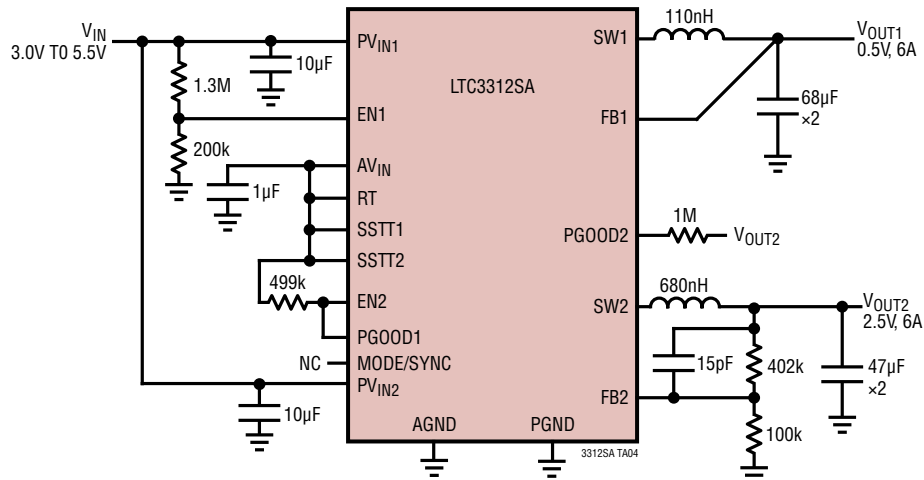 V_IN
3.0V TO 5.5V
1.3M
200k
10µF
1µF
499k
NC
10µF
PV_IN1
EN1
AV_IN
RT
SSTT1
SSTT2
EN2
PGOOD1
MODE/SYNC
PV_IN2
LTC3312SA
AGND
PGND
SW1
FB1
PGOOD2
SW2
FB2
110nH
V_OUT1
0.5V, 6A
68µF
×2
1M
V_OUT2
680nH
V_OUT2
2.5V, 6A
15pF
402k
47µF
×2
100k
3312SA TA04